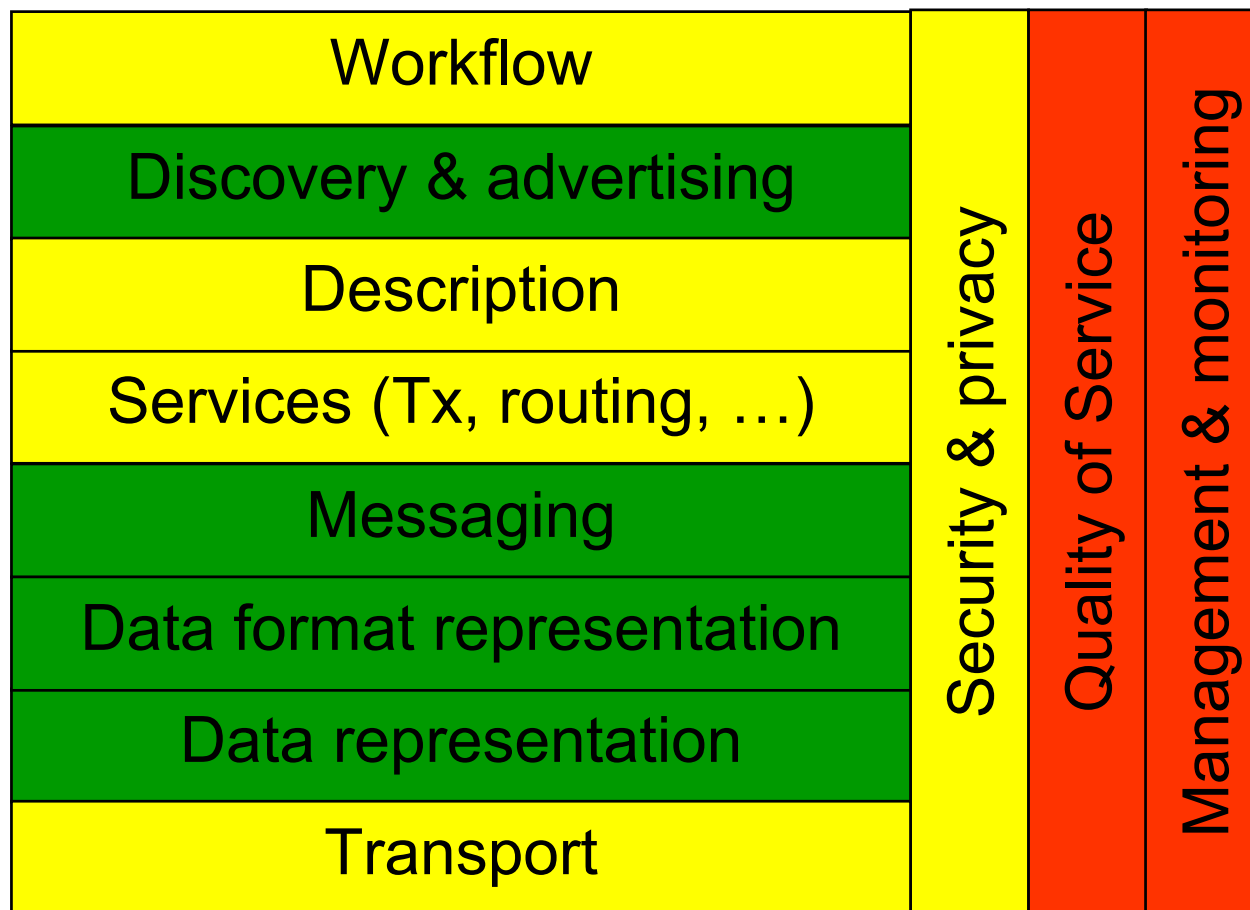 Workflow
Discovery & advertising
Description
Services (Tx, routing, …)
Messaging
Data format representation
Data representation
Transport
Security & privacy
Quality of Service
Management & monitoring